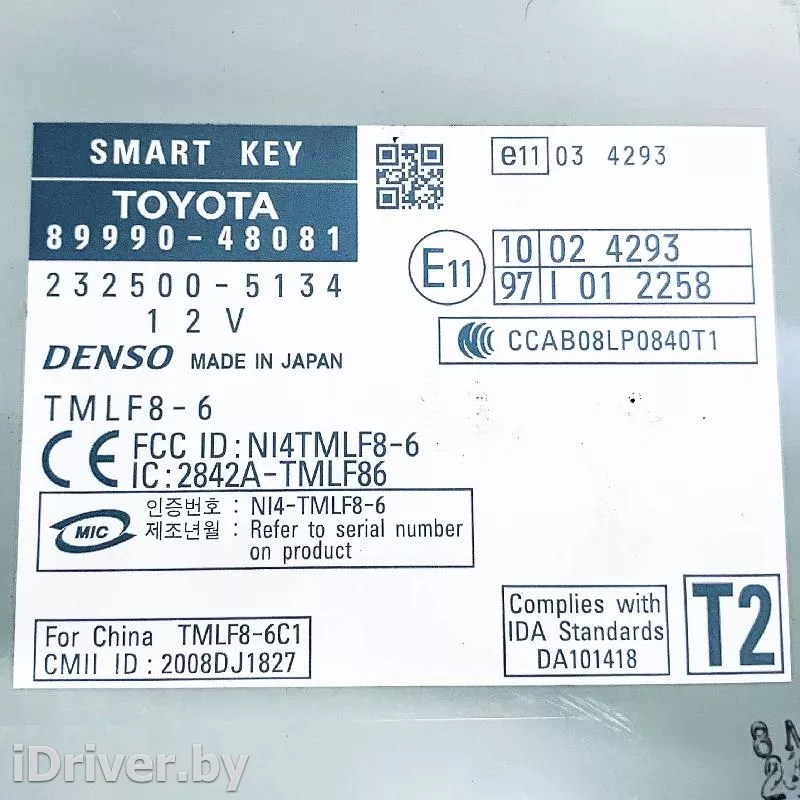 SMART KEY
TOYOTA
89990-48081
232500-5134
12V
DENSO MADE IN JAPAN
TMLF8-6
CE FCC ID: NI4TMLF8-6
IC: 2842A-TMLF86
MIC
인증번호 : NI4-TMLF8-6
제조년월 : Refer to serial number
on product
For China TMLF8-6C1
CMII ID : 2008DJ1827
e11 03 4293
E11
10 02 4293
97 I 01 2258
CCAB08LP0840T1
Complies with
IDA Standards
DA101418
T2
iDriver.by